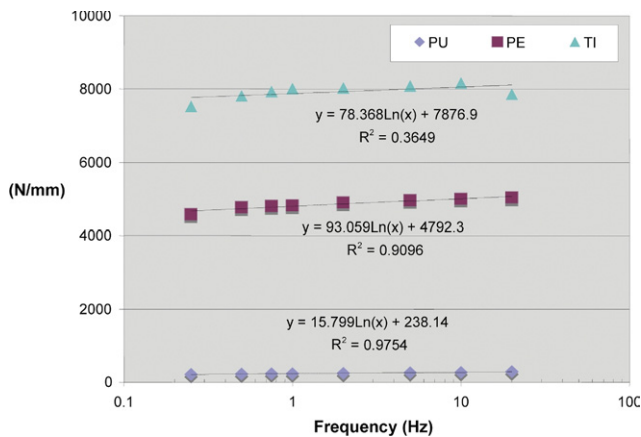 10000
PU PE TI
8000
y = 78.368Ln(x) + 7876.9
R² = 0.3649
6000
(N/mm)
4000
y = 93.059Ln(x) + 4792.3
R² = 0.9096
2000
y = 15.799Ln(x) + 238.14
R² = 0.9754
0
0.1 1 10 100
Frequency (Hz)